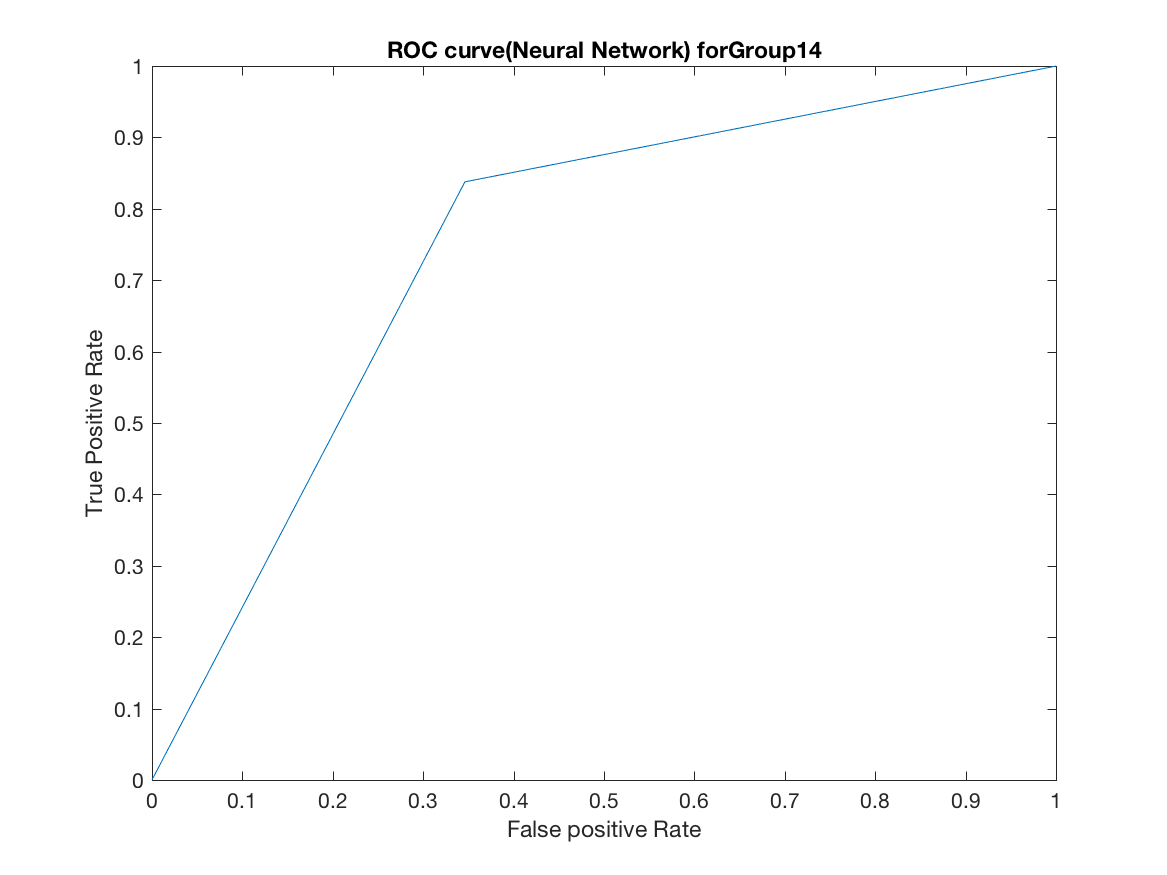 ROC curve(Neural Network) forGroup14
1
0.9
0.8
0.7
0.6
0.5
0.4
0.3
0.2
0.1
0
True Positive Rate
0 0.1 0.2 0.3 0.4 0.5 0.6 0.7 0.8 0.9 1
False positive Rate